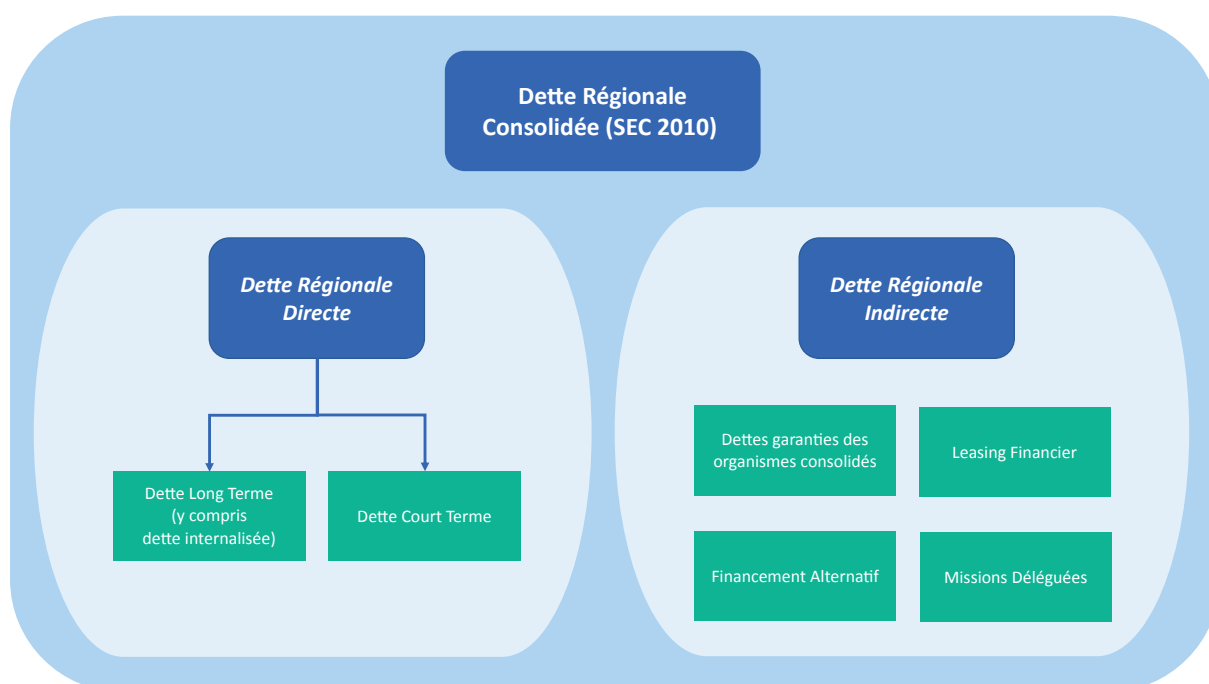 Dette Régionale
Consolidée (SEC 2010)
Dette Régionale
Directe
Dette Long Terme
(y compris
dette internalisée)
Dette Court Terme
Dette Régionale
Indirecte
Dettes garanties des
organismes consolidés
Leasing Financier
Financement Alternatif
Missions Déléguées